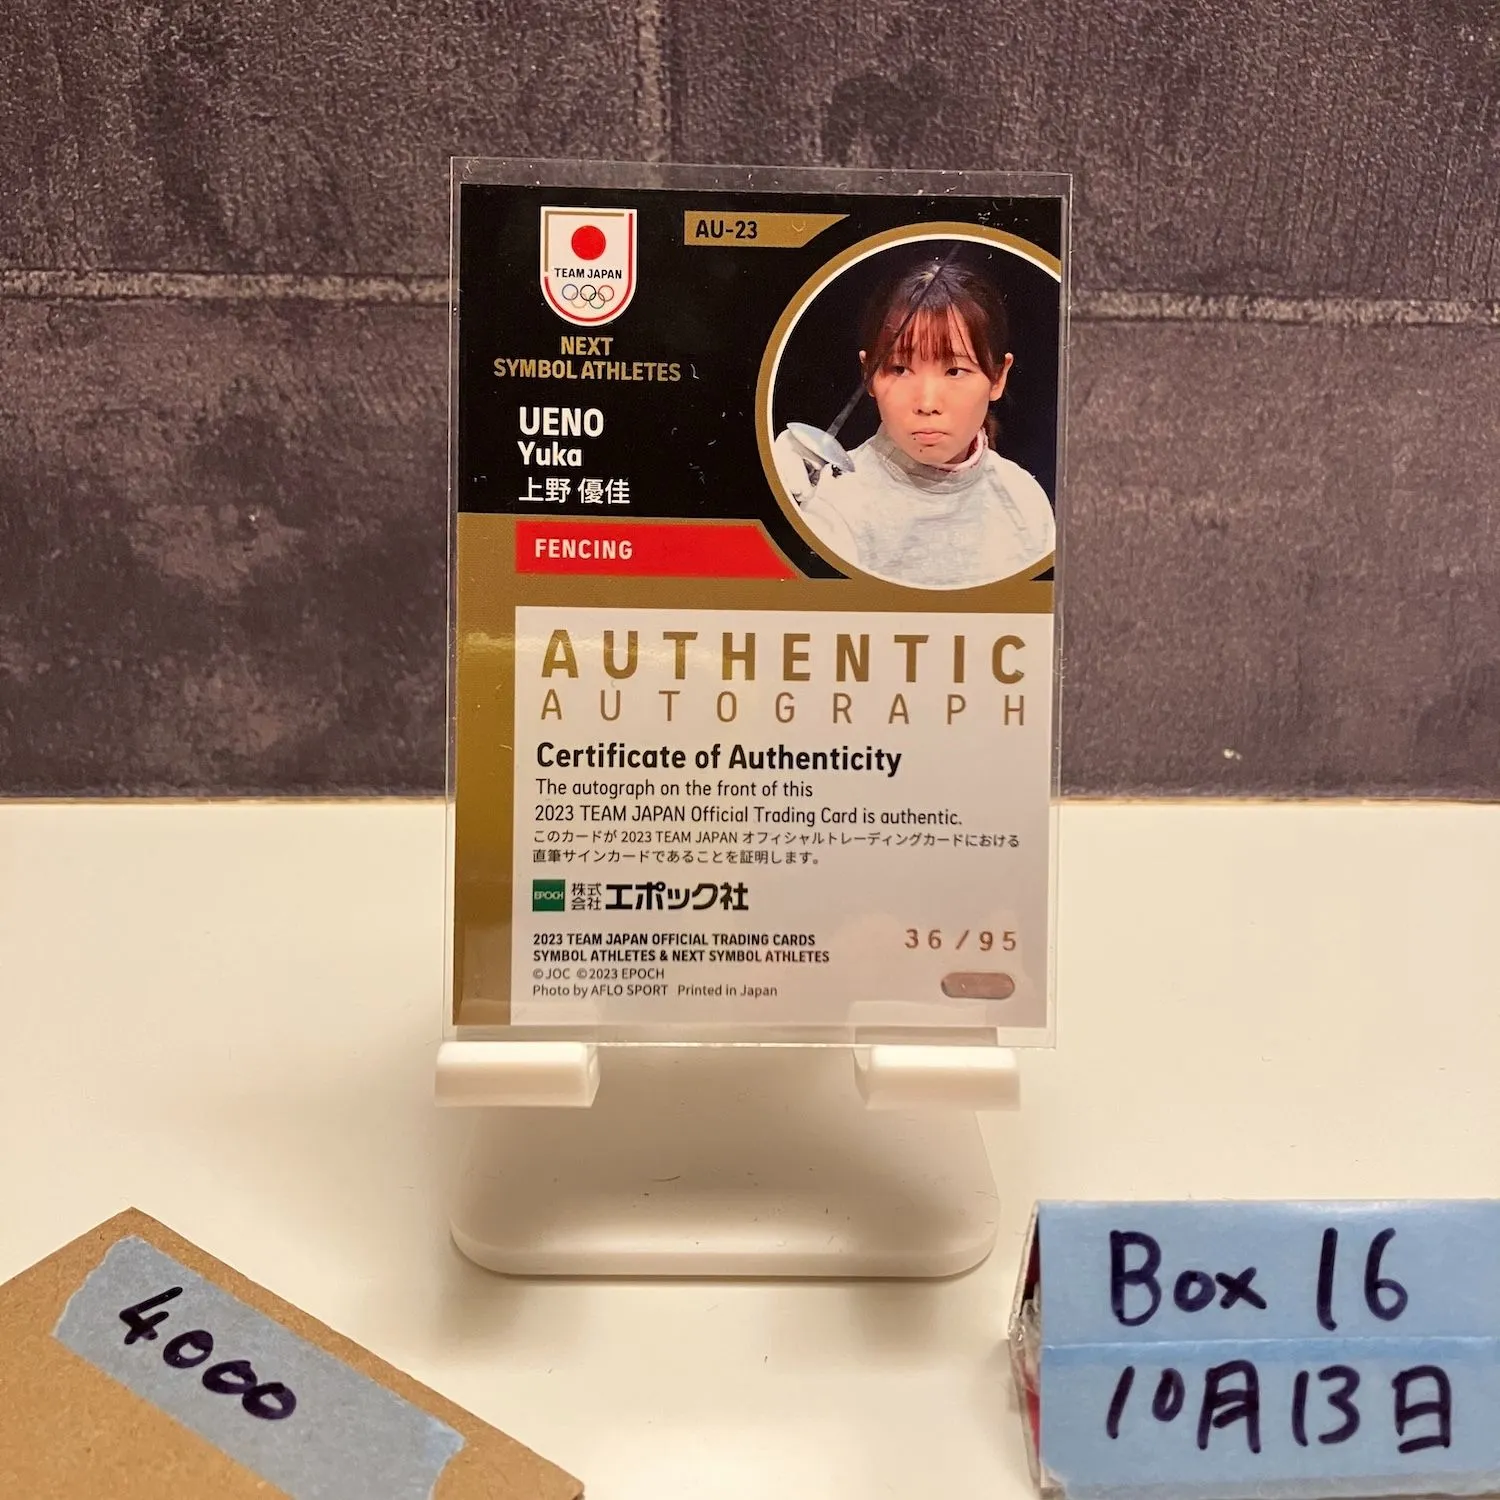 TEAM JAPAN
AU-23
NEXT
SYMBOL ATHLETES
UENO
Yuka
上野 優佳
FENCING
AUTHENTIC
AUTOGRAPH
Certificate of Authenticity
The autograph on the front of this
2023 TEAM JAPAN Official Trading Card is authentic.
このカードが 2023 TEAM JAPAN オフィシャルトレーディングカードにおける
直筆サインカードであることを証明します。
EPOCH 株式会社 エポック社
2023 TEAM JAPAN OFFICIAL TRADING CARDS
SYMBOL ATHLETES & NEXT SYMBOL ATHLETES
©JOC ©2023 EPOCH
Photo by AFLO SPORT Printed in Japan
36/95
4000
Box 16
10月13日